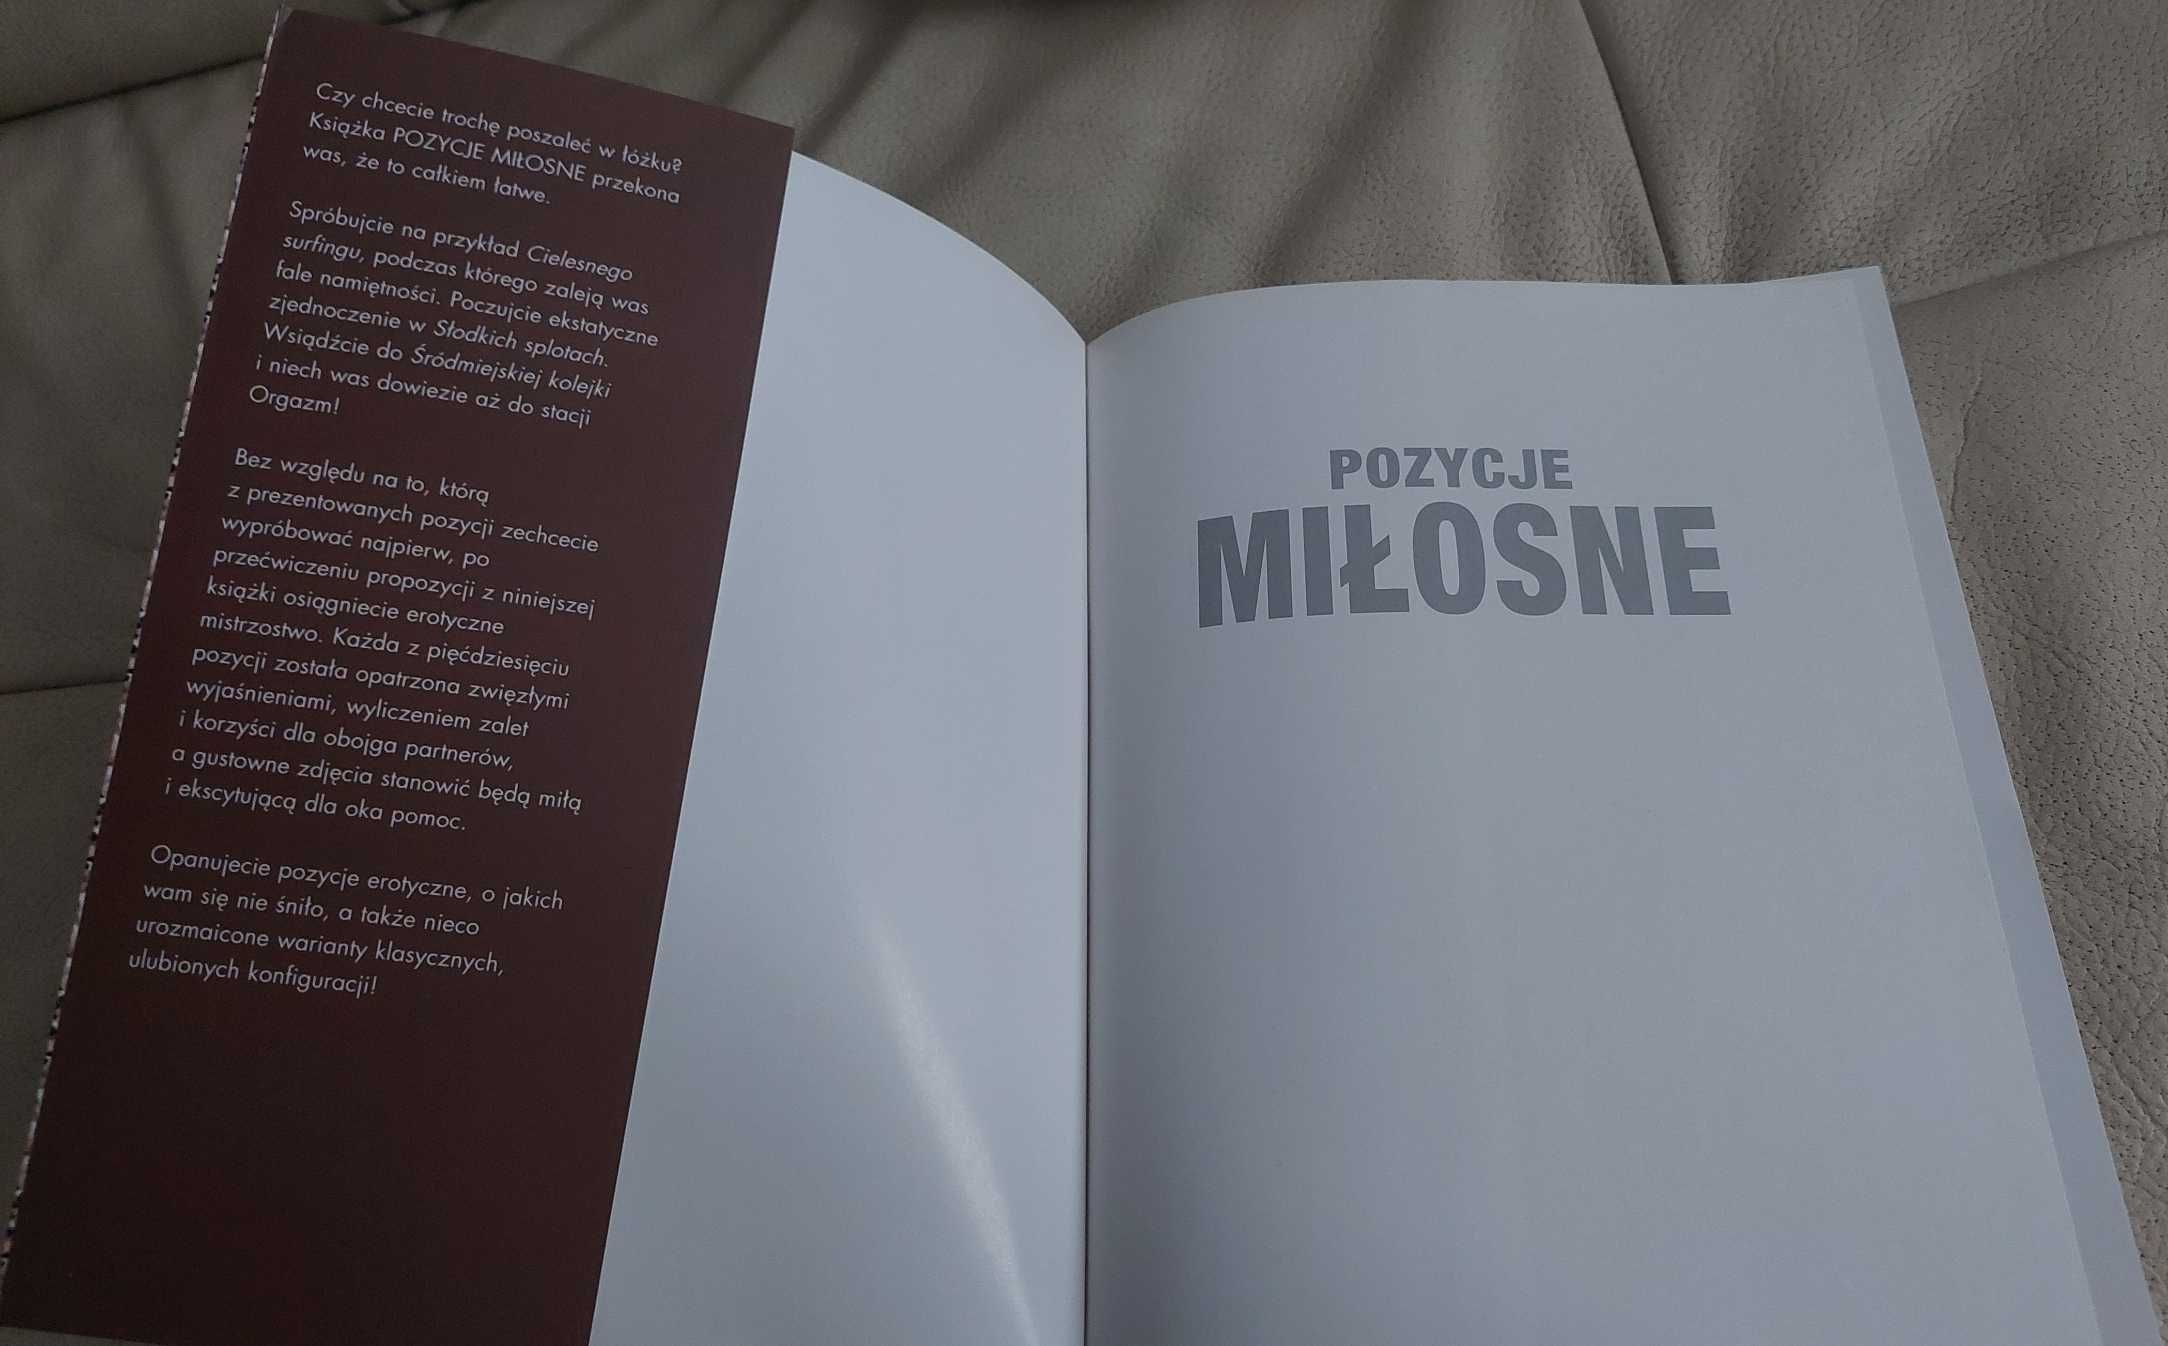 Czy chcecie trochę poszaleć w łóżku?
Książka POZYCJE MIŁOSNE przekona
was, że to całkiem łatwe.
Spróbujcie na przykład Cielesnego
surfingu, podczas którego zaleją was
fale namiętności. Poczujcie ekstatyczne
zjednoczenie w Słodkich splotach.
Wsiądźcie do Śródmiejskiej kolejki
i niech was dowiezie aż do stacji
Orgazm!
Bez względu na to, którą
z prezentowanych pozycji zechcecie
wypróbować najpierw, po
przećwiczeniu propozycji z niniejszej
książki osiągniecie erotyczne
mistrzostwo. Każda z pięćdziesięciu
pozycji została opatrzona zwięzłymi
wyjaśnieniami, wyliczeniem zalet
i korzyści dla obojga partnerów,
a gustowne zdjęcia stanowić będą miłą
i ekscytującą dla oka pomoc.
Opanujecie pozycje erotyczne, o jakich
wam się nie śniło, a także nieco
urozmaicone warianty klasycznych,
ulubionych konfiguracji!
POZYCJE
MIŁOSNE